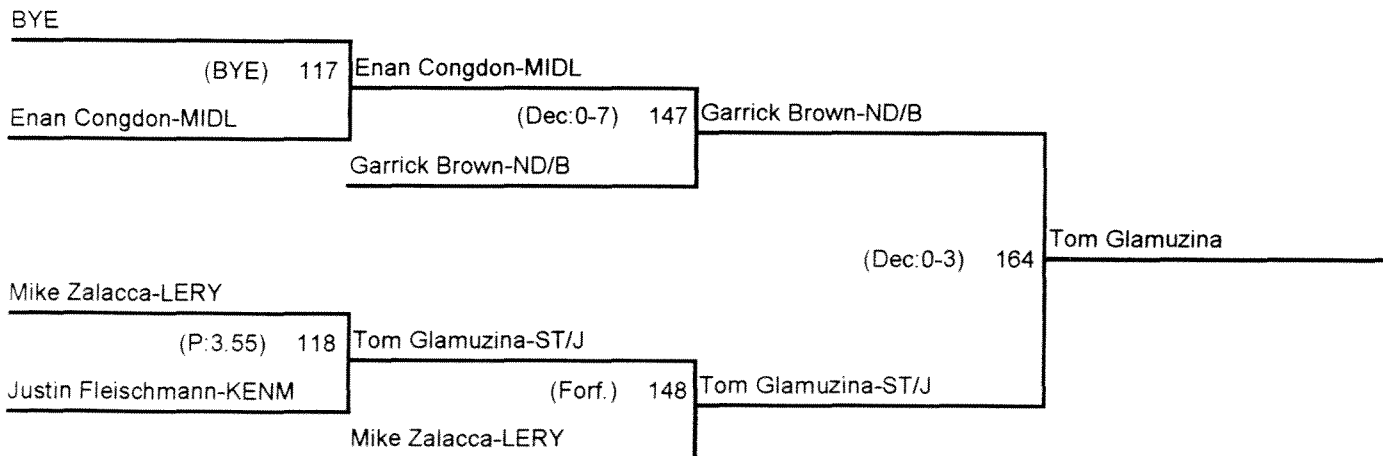 BYE
(BYE) 117
Enan Congdon-MIDL
Enan Congdon-MIDL
(Dec:0-7) 147
Garrick Brown-ND/B
Garrick Brown-ND/B
(Dec:0-3) 164
Tom Glamuzina
Mike Zalacca-LERY
(P:3.55) 118
Tom Glamuzina-ST/J
Justin Fleischmann-KENM
(Forf.) 148
Tom Glamuzina-ST/J
Mike Zalacca-LERY